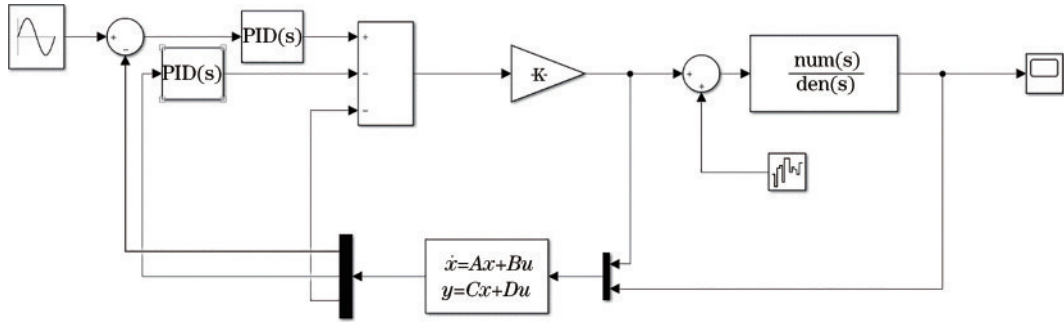 PID(s)
PID(s)
-K-
num(s)
den(s)
ẋ=Ax+Bu
y=Cx+Du
+
−
+
−
−
+
+